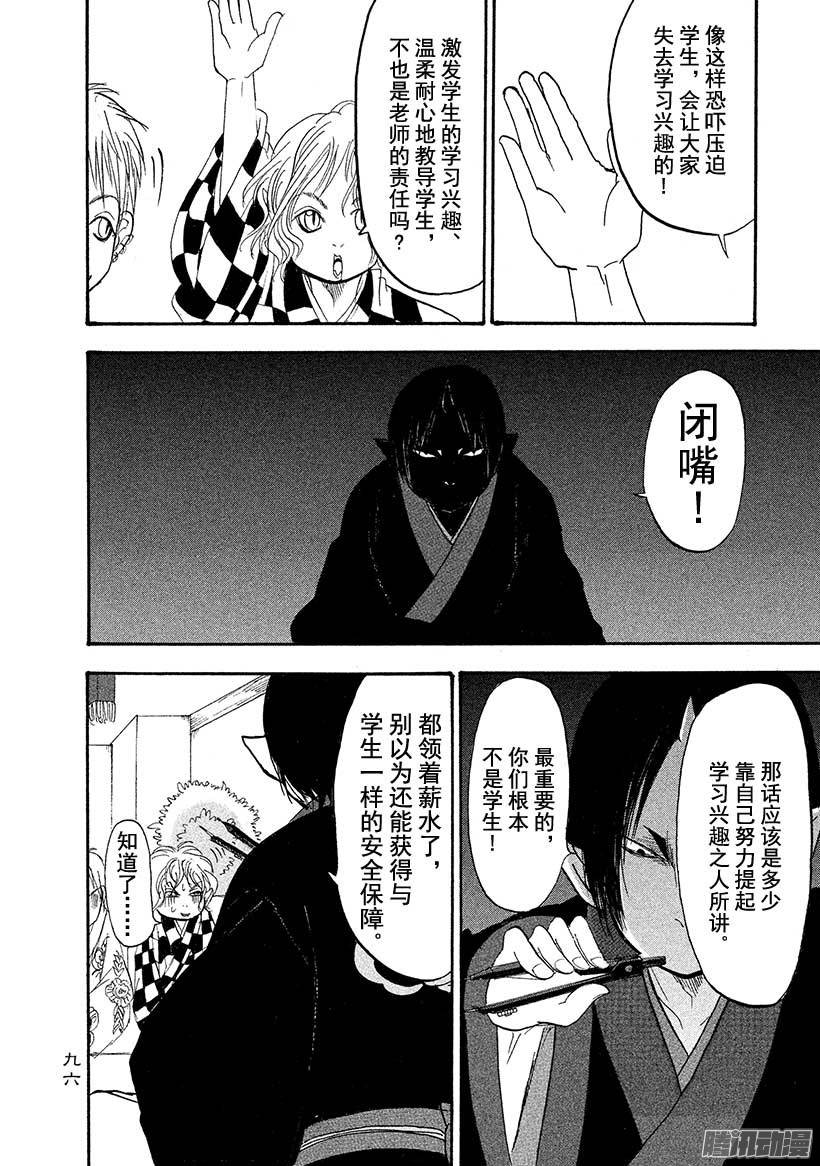 像这样恐吓压迫
学生，会让大家
失去学习兴趣的！
激发学生的学习兴趣、
温柔耐心地教导学生，
不也是老师的责任吗？
闭
嘴！
那话应该是多少
靠自己努力提起
学习兴趣之人所讲。
最重要的，
你们根本
不是学生！
都领着薪水了，
别以为还能获得与
学生一样的安全保障。
知道了……
九六
腾讯动漫